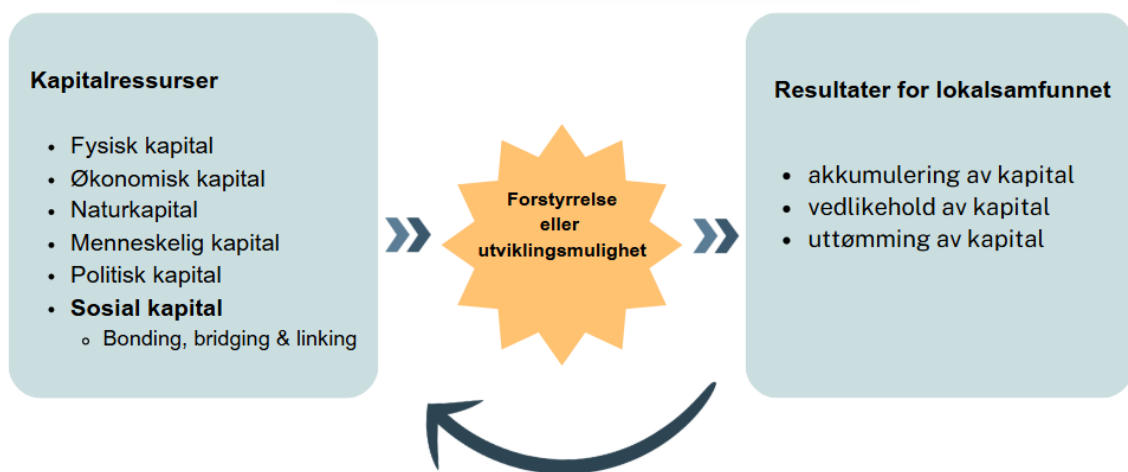 Kapitalressurser
• Fysisk kapital
• Økonomisk kapital
• Naturkapital
• Menneskelig kapital
• Politisk kapital
• Sosial kapital
◦ Bonding, bridging & linking
Forstyrrelse
eller
utviklingsmulighet
Resultater for lokalsamfunnet
• akkumulering av kapital
• vedlikehold av kapital
• uttømming av kapital